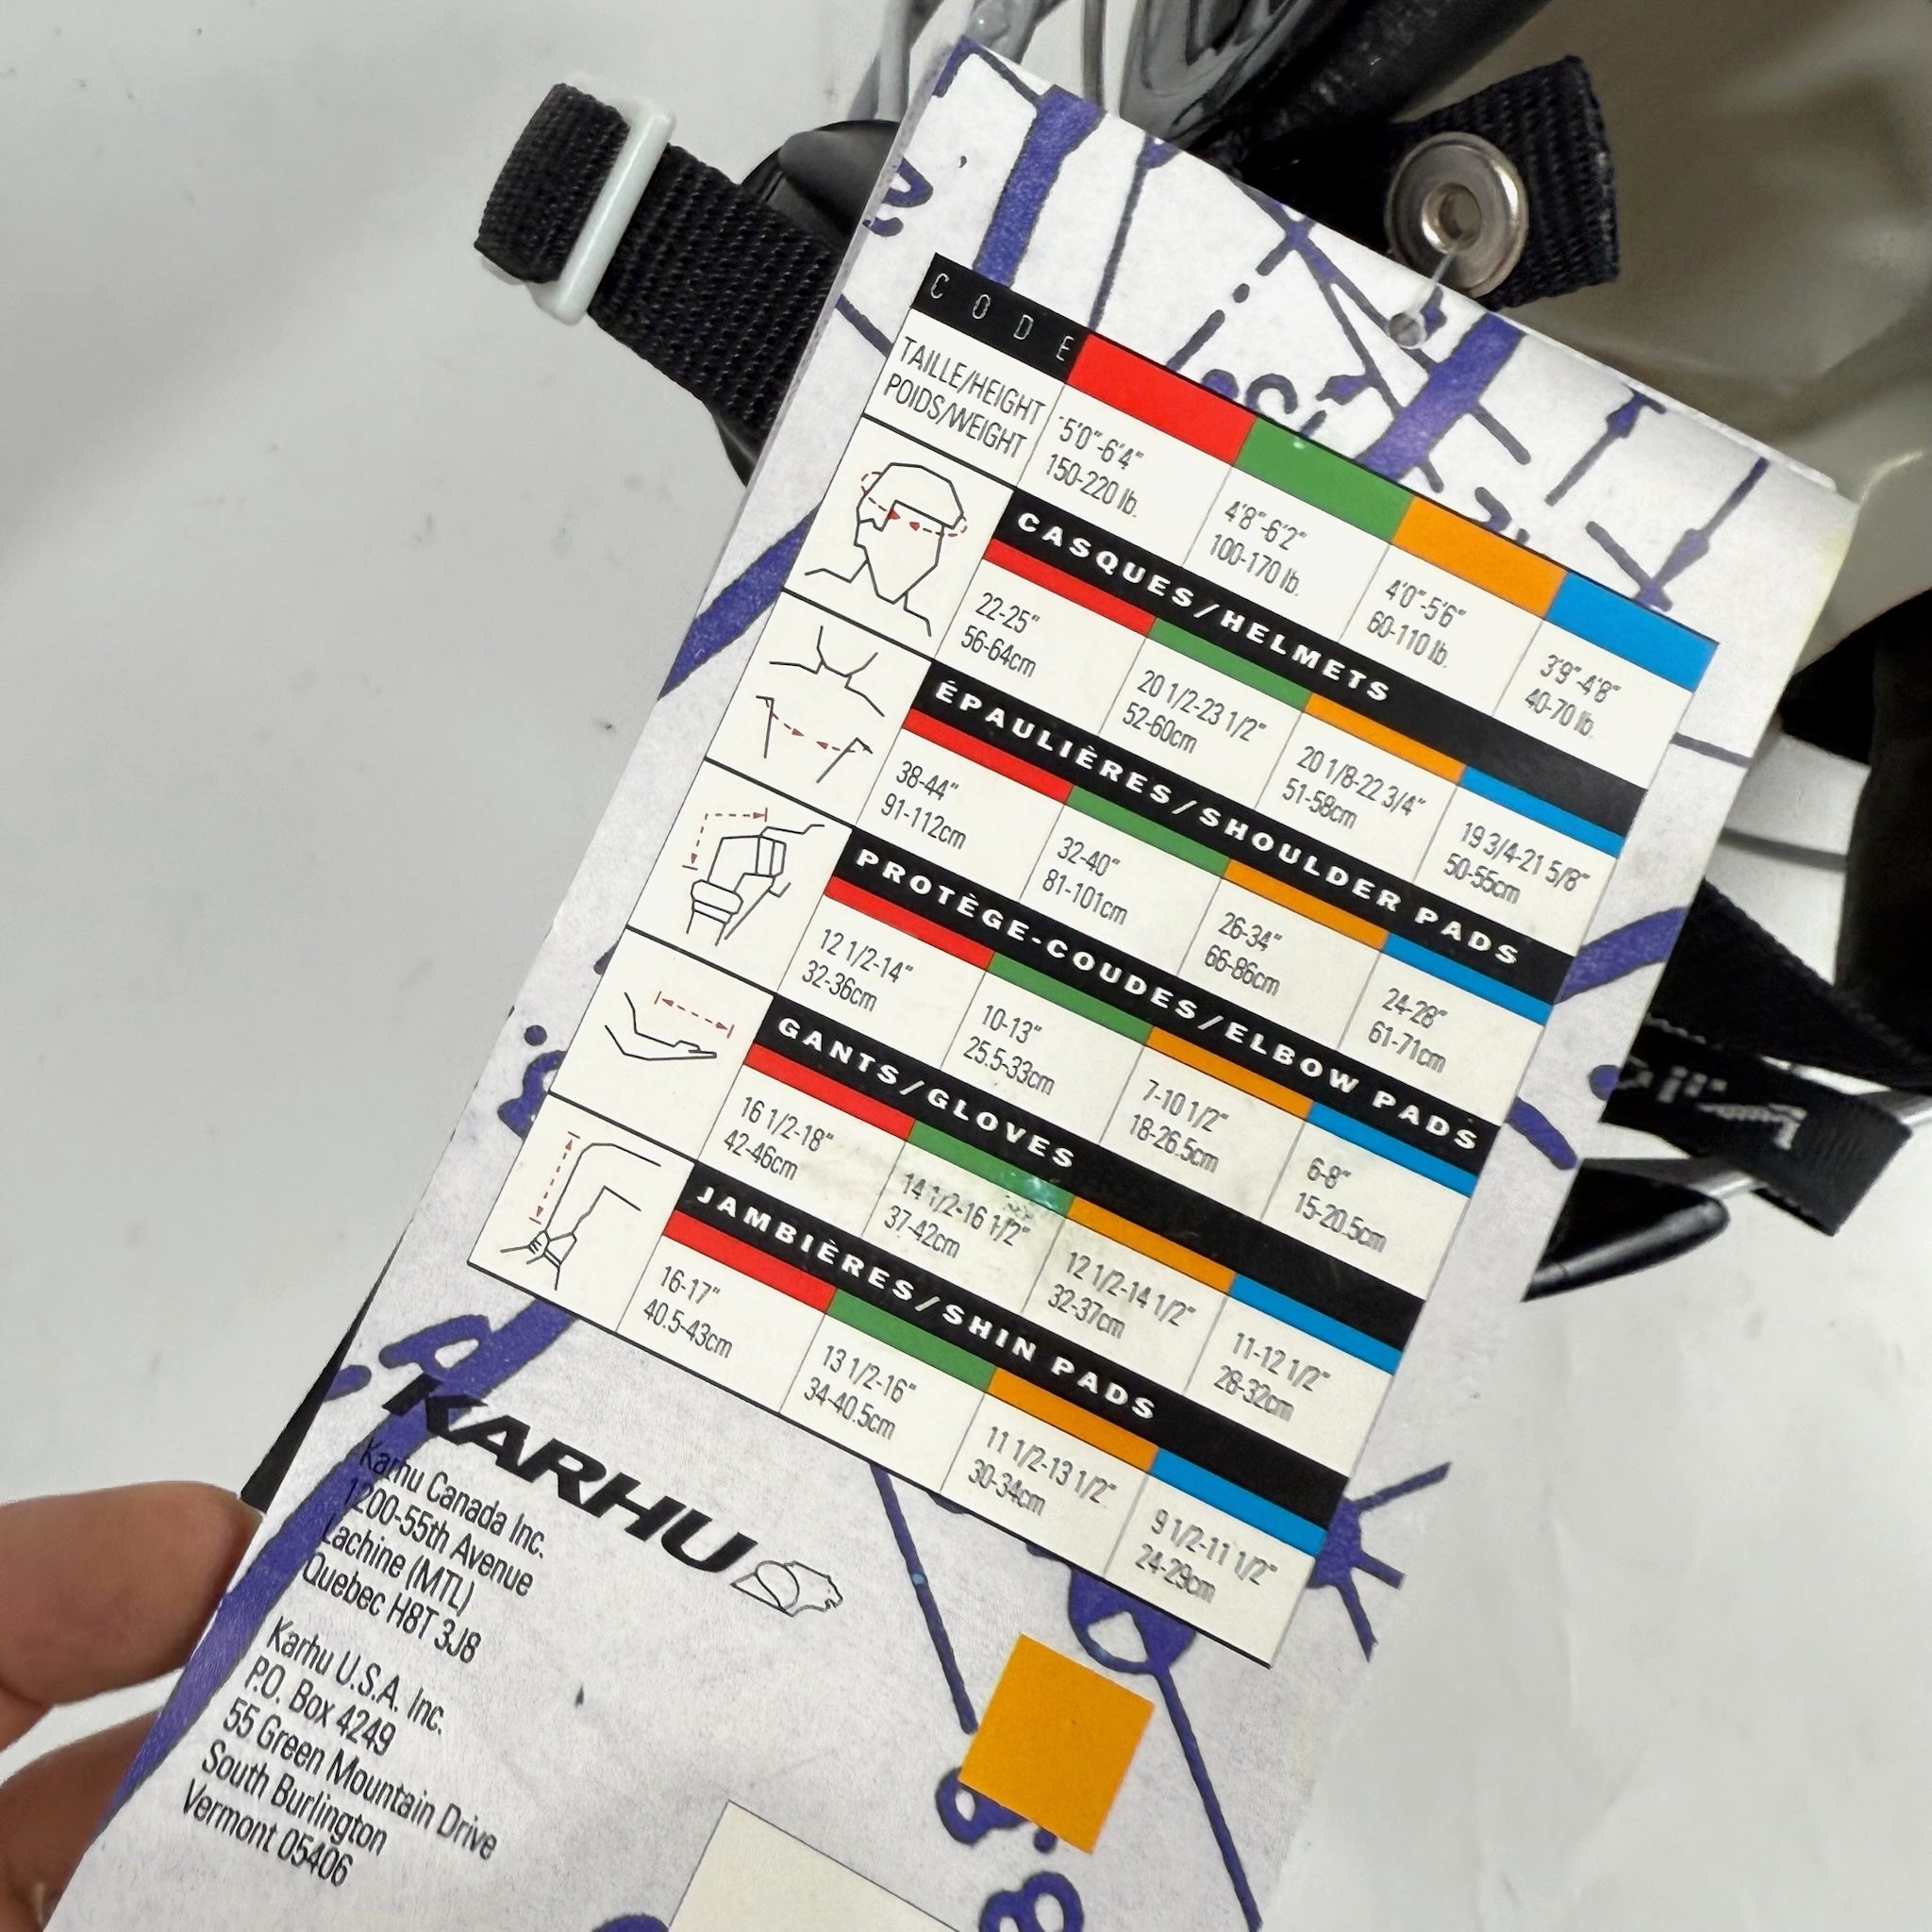 CODE
TAILLE/HEIGHT
POIDS/WEIGHT
5'0"-6'4"
150-220 lb.
4'8"-6'2"
100-170 lb.
4'0"-5'6"
60-110 lb.
3'9"-4'8"
40-70 lb.
CASQUES/HELMETS
22-25"
56-64cm
20 1/2-23 1/2"
52-60cm
20 1/8-22 3/4"
51-58cm
19 3/4-21 5/8"
50-55cm
ÉPAULIÈRES/SHOULDER PADS
38-44"
91-112cm
32-40"
81-101cm
26-34"
66-86cm
24-28"
61-71cm
PROTÈGE-COUDES/ELBOW PADS
12 1/2-14"
32-36cm
10-13"
25.5-33cm
7-10 1/2"
18-26.5cm
6-8"
15-20.5cm
GANTS/GLOVES
16 1/2-18"
42-46cm
14 1/2-16 1/2"
37-42cm
12 1/2-14 1/2"
32-37cm
11-12 1/2"
28-32cm
JAMBIÈRES/SHIN PADS
16-17"
40.5-43cm
13 1/2-16"
34-40.5cm
11 1/2-13 1/2"
30-34cm
9 1/2-11 1/2"
24-29cm
KARHU
Karhu Canada Inc.
1200-55th Avenue
Lachine (MTL)
Quebec H8T 3J8
Karhu U.S.A. Inc.
P.O. Box 4249
55 Green Mountain Drive
South Burlington
Vermont 05406